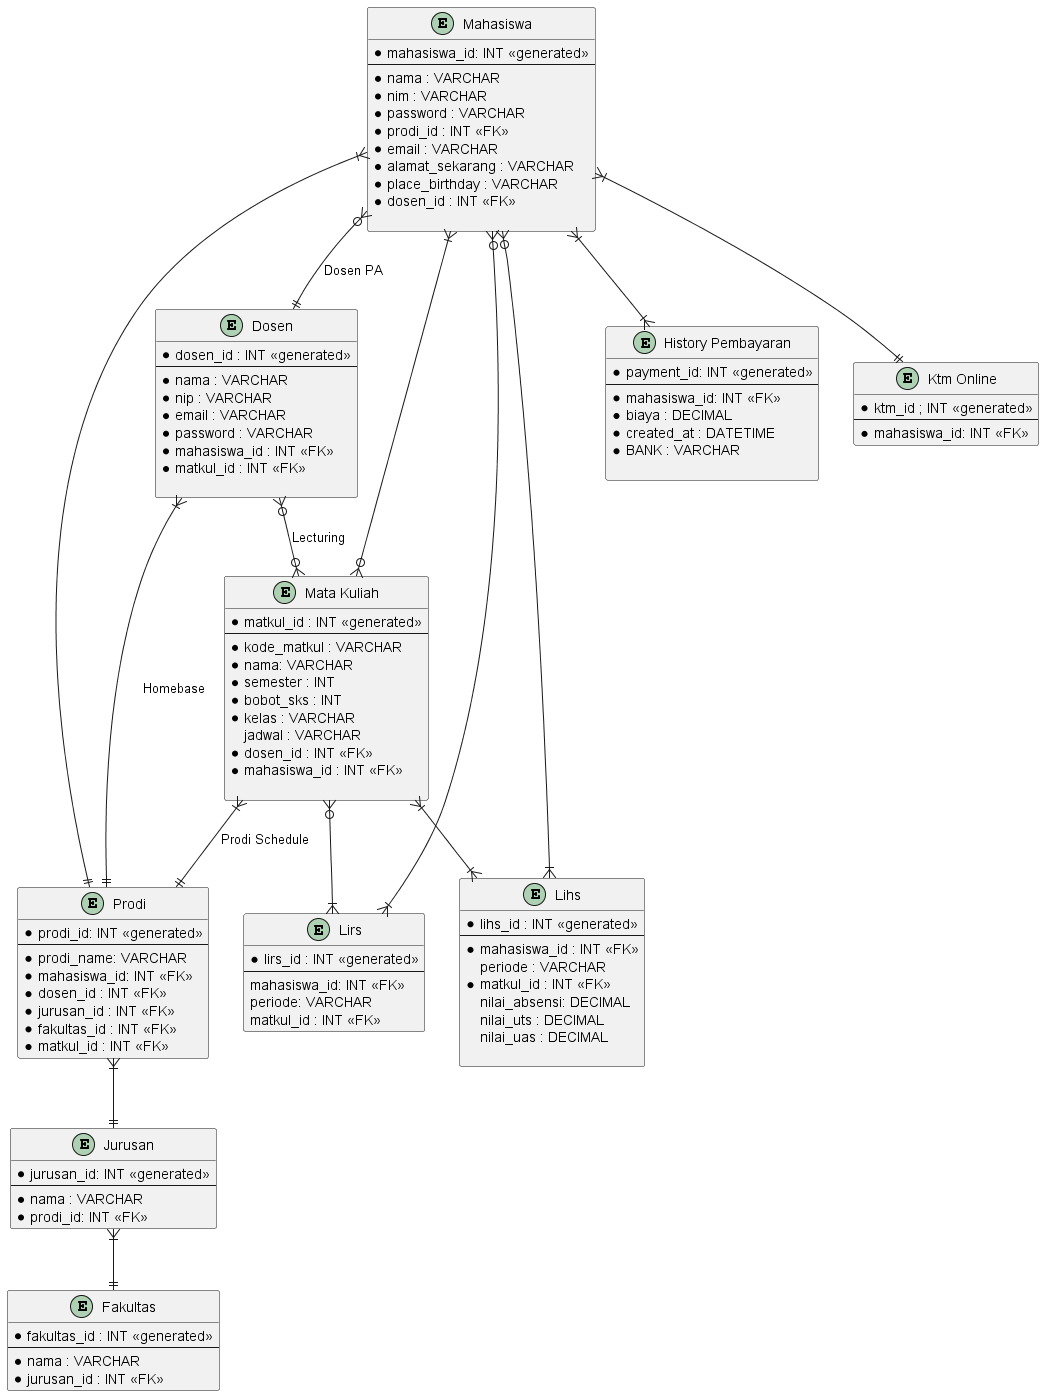 E Mahasiswa
* mahasiswa_id: INT «generated»
* nama : VARCHAR
* nim : VARCHAR
* password : VARCHAR
* prodi_id : INT «FK»
* email : VARCHAR
* alamat_sekarang : VARCHAR
* place_birthday : VARCHAR
* dosen_id : INT «FK»
Dosen PA
E Dosen
* dosen_id : INT «generated»
* nama : VARCHAR
* nip : VARCHAR
* email : VARCHAR
* password : VARCHAR
* mahasiswa_id : INT «FK»
* matkul_id : INT «FK»
E History Pembayaran
* payment_id: INT «generated»
* mahasiswa_id: INT «FK»
* biaya : DECIMAL
* created_at : DATETIME
* BANK : VARCHAR
E Ktm Online
* ktm_id ; INT «generated»
* mahasiswa_id: INT «FK»
Lecturing
E Mata Kuliah
* matkul_id : INT «generated»
* kode_matkul : VARCHAR
* nama: VARCHAR
* semester : INT
* bobot_sks : INT
* kelas : VARCHAR
jadwal : VARCHAR
* dosen_id : INT «FK»
* mahasiswa_id : INT «FK»
Homebase
Prodi Schedule
E Prodi
* prodi_id: INT «generated»
* prodi_name: VARCHAR
* mahasiswa_id: INT «FK»
* dosen_id : INT «FK»
* jurusan_id : INT «FK»
* fakultas_id : INT «FK»
* matkul_id : INT «FK»
E Lirs
* lirs_id : INT «generated»
mahasiswa_id: INT «FK»
periode: VARCHAR
matkul_id : INT «FK»
E Lihs
* lihs_id : INT «generated»
* mahasiswa_id : INT «FK»
periode : VARCHAR
* matkul_id : INT «FK»
nilai_absensi: DECIMAL
nilai_uts : DECIMAL
nilai_uas : DECIMAL
E Jurusan
* jurusan_id: INT «generated»
* nama : VARCHAR
* prodi_id: INT «FK»
E Fakultas
* fakultas_id : INT «generated»
* nama : VARCHAR
* jurusan_id : INT «FK»